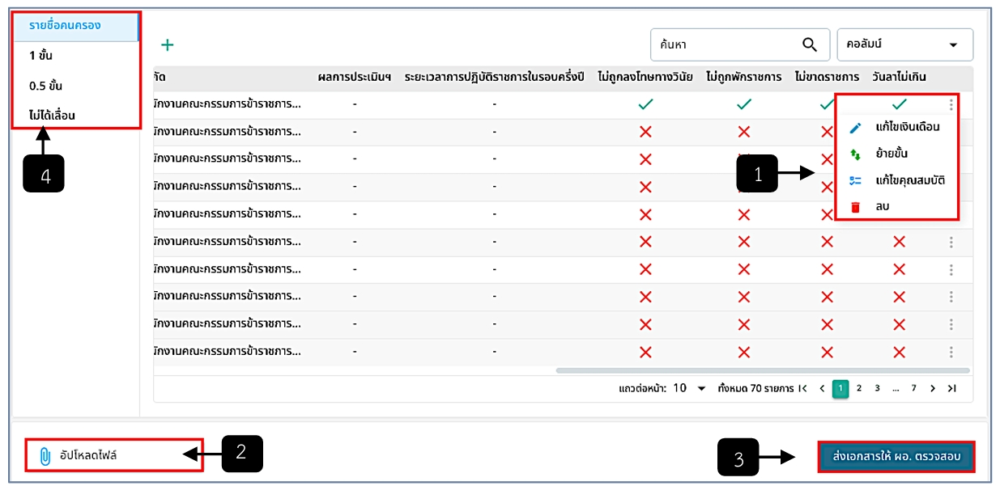 รายชื่อคนครอง
1 ขั้น
0.5 ขั้น
ไม่ได้เลื่อน
4
+
ค้นหา
คอลัมน์
ผลการประเมินฯ ระยะเวลาการปฏิบัติราชการในรอบครึ่งปี ไม่ถูกลงโทษทางวินัย ไม่ถูกพักราชการ ไม่ขาดราชการ วันลาไม่เกิน
นักงานคณะกรรมการข้าราชการ... - -
นักงานคณะกรรมการข้าราชการ... - -
นักงานคณะกรรมการข้าราชการ... - -
นักงานคณะกรรมการข้าราชการ... - -
นักงานคณะกรรมการข้าราชการ... - -
นักงานคณะกรรมการข้าราชการ... - -
นักงานคณะกรรมการข้าราชการ... - -
นักงานคณะกรรมการข้าราชการ... - -
นักงานคณะกรรมการข้าราชการ... - -
นักงานคณะกรรมการข้าราชการ... - -
1
แก้ไขเงินเดือน
ย้ายขั้น
แก้ไขคุณสมบัติ
ลบ
แถวต่อหน้า: 10 ทั้งหมด 70 รายการ 1 2 3 ... 7
อัปโหลดไฟล์
2
3
ส่งเอกสารให้ ผอ. ตรวจสอบ